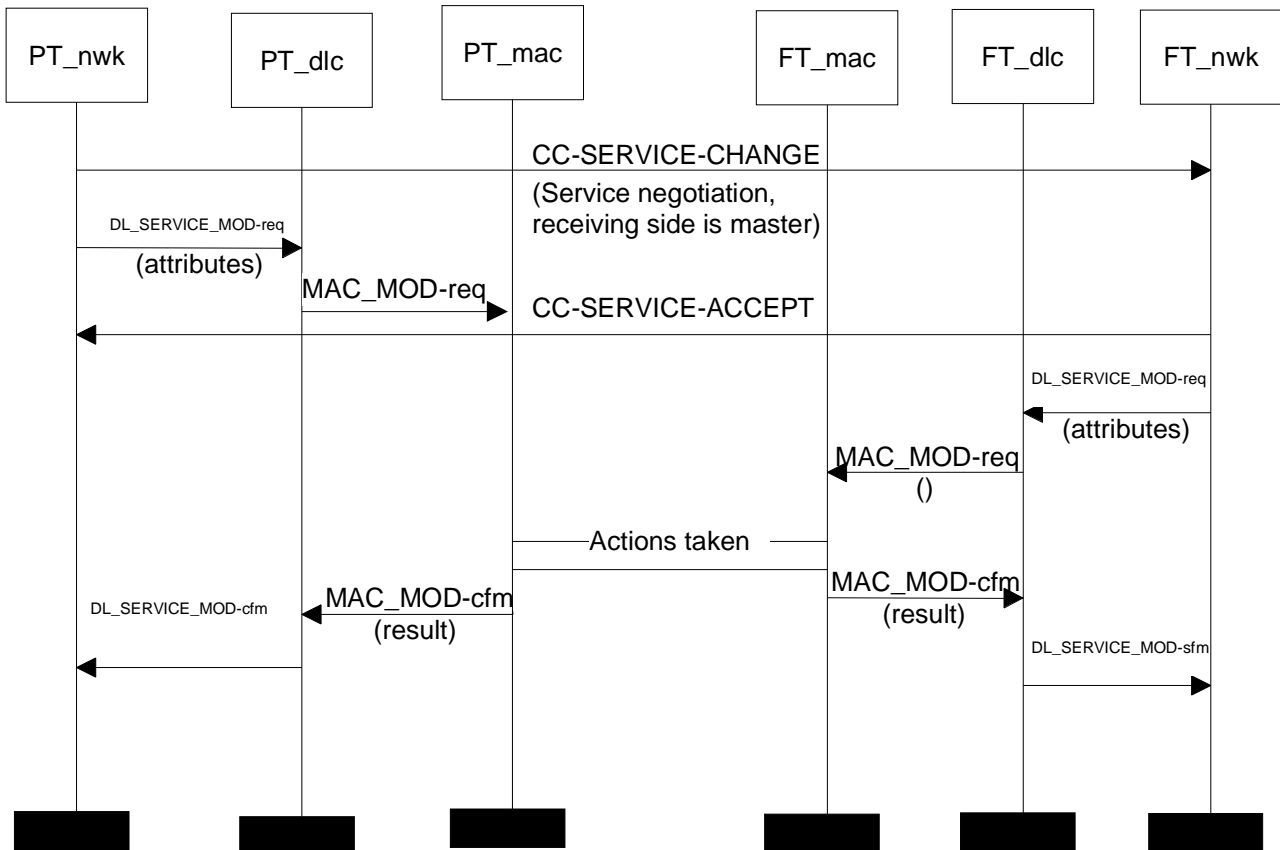 PT_nwk
PT_dlc
PT_mac
FT_mac
FT_dlc
FT_nwk
CC-SERVICE-CHANGE
(Service negotiation,
receiving side is master)
DL_SERVICE_MOD-req
(attributes)
MAC_MOD-req
CC-SERVICE-ACCEPT
DL_SERVICE_MOD-req
(attributes)
MAC_MOD-req
()
Actions taken
MAC_MOD-cfm
(result)
MAC_MOD-cfm
(result)
DL_SERVICE_MOD-cfm
DL_SERVICE_MOD-sfm